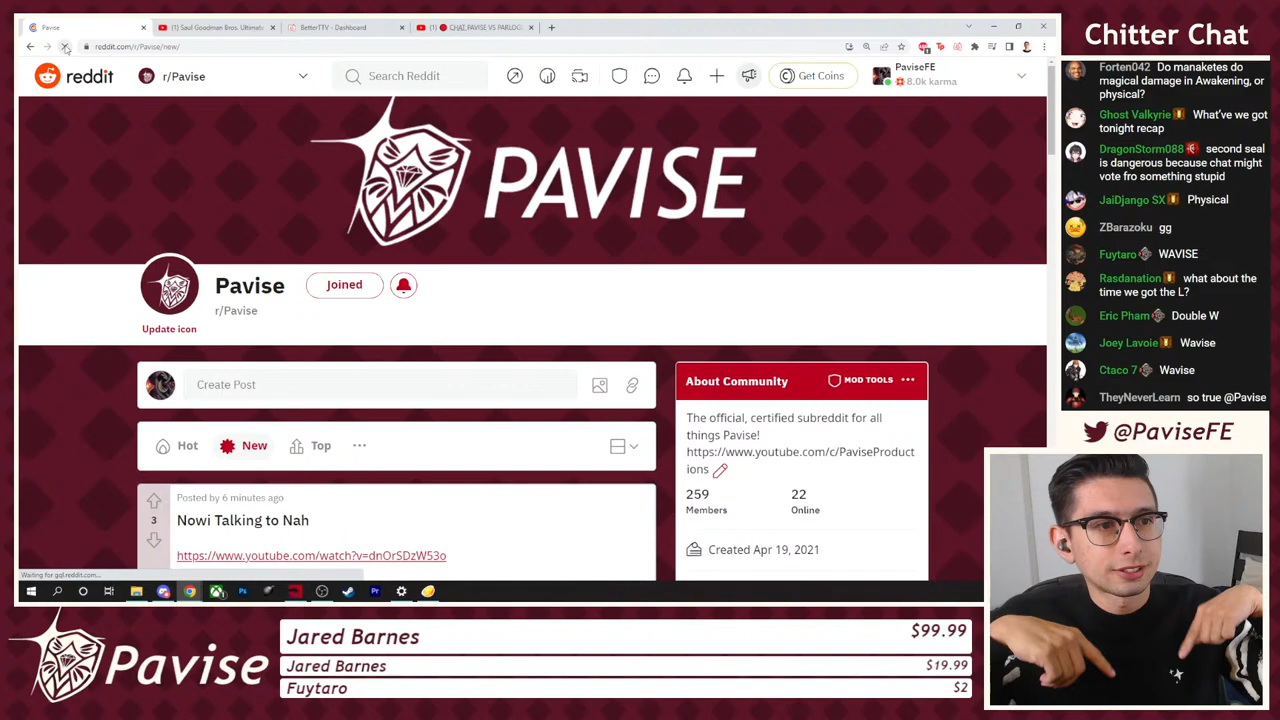 Pavise
(1) Saul Goodman Bros. Ultimate
BetterTTV - Dashboard
(1) 🔴 CHAT, PAVISE VS PARLOG
reddit.com/r/Pavise/new/
reddit
r/Pavise
Search Reddit
Get Coins
PaviseFE
8.0k karma
PAVISE
Pavise
Joined
r/Pavise
Update icon
Create Post
Hot
New
Top
Posted by 6 minutes ago
3
Nowi Talking to Nah
https://www.youtube.com/watch?v=dnOrSDzW53o
About Community
MOD TOOLS
The official, certified subreddit for all
things Pavise!
https://www.youtube.com/c/PaviseProduct
ions
259
22
Members
Online
Created Apr 19, 2021
Waiting for gql.reddit.com...
Chitter Chat
Forten042 Do manaketes do
magical damage in Awakening, or
physical?
Ghost Valkyrie What've we got
tonight recap
DragonStorm088 second seal
is dangerous because chat might
vote fro something stupid
JaiDjango SX Physical
ZBarazoku gg
Fuytaro WAVISE
Rasdanation what about the
time we got the L?
Eric Pham Double W
Joey Lavoie Wavise
Ctaco 7 Wavise
TheyNeverLearn so true @Pavise
@PaviseFE
Pavise
Jared Barnes $99.99
Jared Barnes $19.99
Fuytaro $2